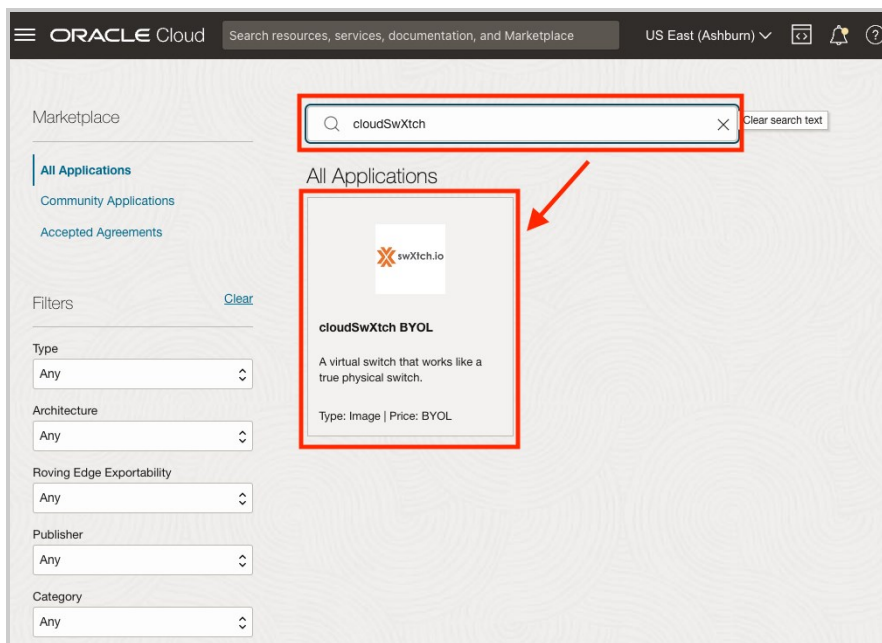 ORACLE Cloud
Search resources, services, documentation, and Marketplace
US East (Ashburn)
Marketplace
cloudSwXtch
Clear search text
All Applications
Community Applications
Accepted Agreements
All Applications
swXtch.io
cloudSwXtch BYOL
A virtual switch that works like a
true physical switch.
Type: Image | Price: BYOL
Filters
Clear
Type
Any
Architecture
Any
Roving Edge Exportability
Any
Publisher
Any
Category
Any